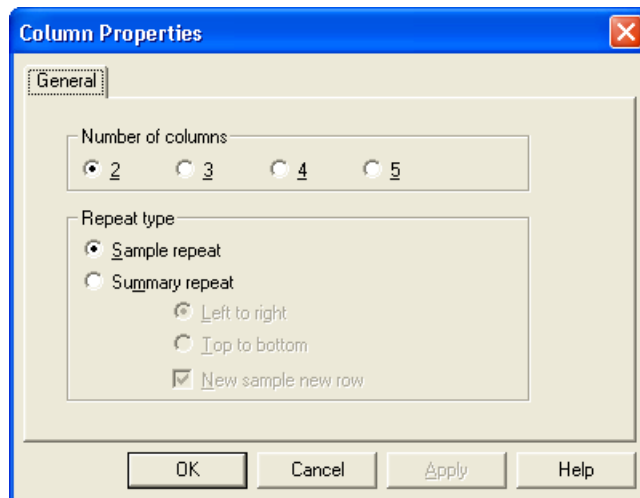 Column Properties
General
Number of columns
2 3 4 5
Repeat type
Sample repeat
Summary repeat
Left to right
Top to bottom
New sample new row
OK Cancel Apply Help